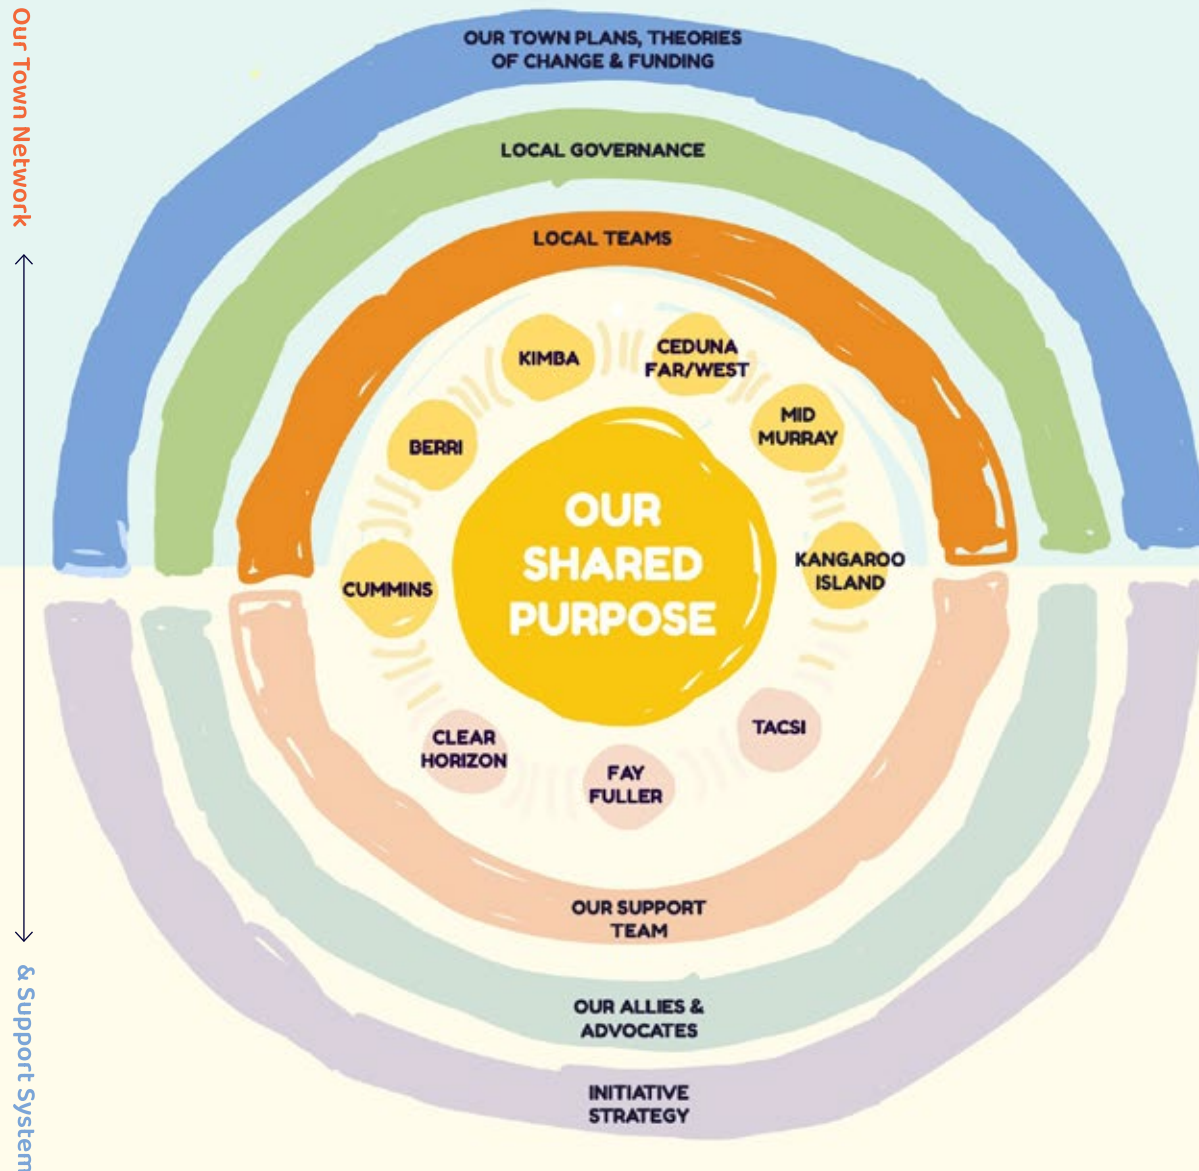 Our Town Network
& Support System
OUR TOWN PLANS, THEORIES
OF CHANGE & FUNDING
LOCAL GOVERNANCE
LOCAL TEAMS
KIMBA
CEDUNA
FAR/WEST
MID
MURRAY
BERRI
KANGAROO
ISLAND
CUMMINS
OUR
SHARED
PURPOSE
TACSI
CLEAR
HORIZON
FAY
FULLER
OUR SUPPORT
TEAM
OUR ALLIES &
ADVOCATES
INITIATIVE
STRATEGY